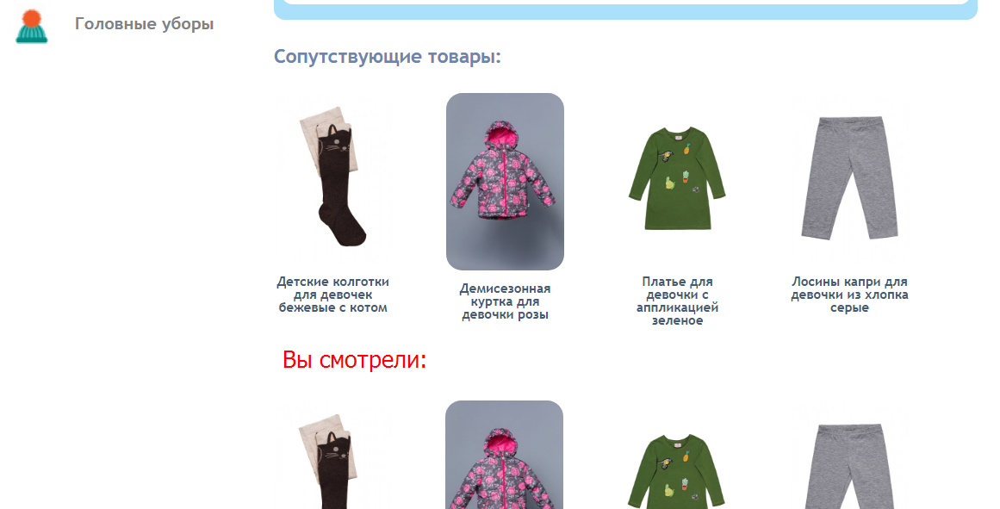 Головные уборы
Сопутствующие товары:
Детские колготки
для девочек
бежевые с котом
Демисезонная
куртка для
девочки розы
Платье для
девочки с
аппликацией
зеленое
Лосины капри для
девочки из хлопка
серые
Вы смотрели: